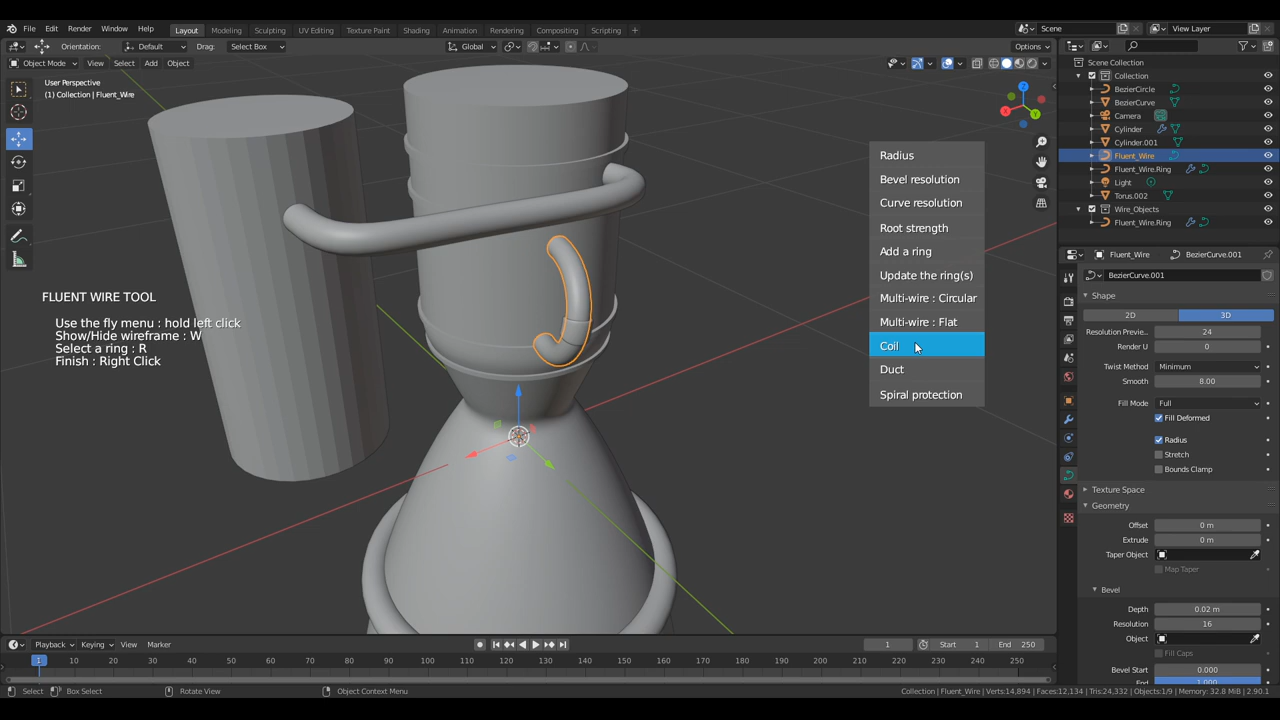 File Edit Render Window Help Layout Modeling Sculpting UV Editing Texture Paint Shading Animation Rendering Compositing Scripting + Scene View Layer
Orientation: Default Drag: Select Box Global Options
Object Mode View Select Add Object
User Perspective
(1) Collection | Fluent_Wire
FLUENT WIRE TOOL
Use the fly menu : hold left click
Show/Hide wireframe : W
Select a ring : R
Finish : Right Click
Radius
Bevel resolution
Curve resolution
Root strength
Add a ring
Update the ring(s)
Multi-wire : Circular
Multi-wire : Flat
Coil
Duct
Spiral protection
Scene Collection
Collection
BezierCircle
BezierCurve
Camera
Cylinder
Cylinder.001
Fluent_Wire
Fluent_Wire.Ring
Light
Torus.002
Wire_Objects
Fluent_Wire.Ring
Fluent_Wire BezierCurve.001
BezierCurve.001
Shape
2D 3D
Resolution Previe... 24
Render U 0
Twist Method Minimum
Smooth 8.00
Fill Mode Full
Fill Deformed
Radius
Stretch
Bounds Clamp
Texture Space
Geometry
Offset 0 m
Extrude 0 m
Taper Object
Map Taper
Bevel
Depth 0.02 m
Resolution 16
Object
Fill Caps
Bevel Start 0.000
End 1.000
Playback Keying View Marker 1 Start 1 End 250
1 10 20 30 40 50 60 70 80 90 100 110 120 130 140 150 160 170 180 190 200 210 220 230 240 250
Select Box Select Rotate View Object Context Menu Collection | Fluent_Wire | Verts:14,894 | Faces:12,134 | Tris:24,332 | Objects:1/9 | Memory: 32.8 MiB | 2.90.1